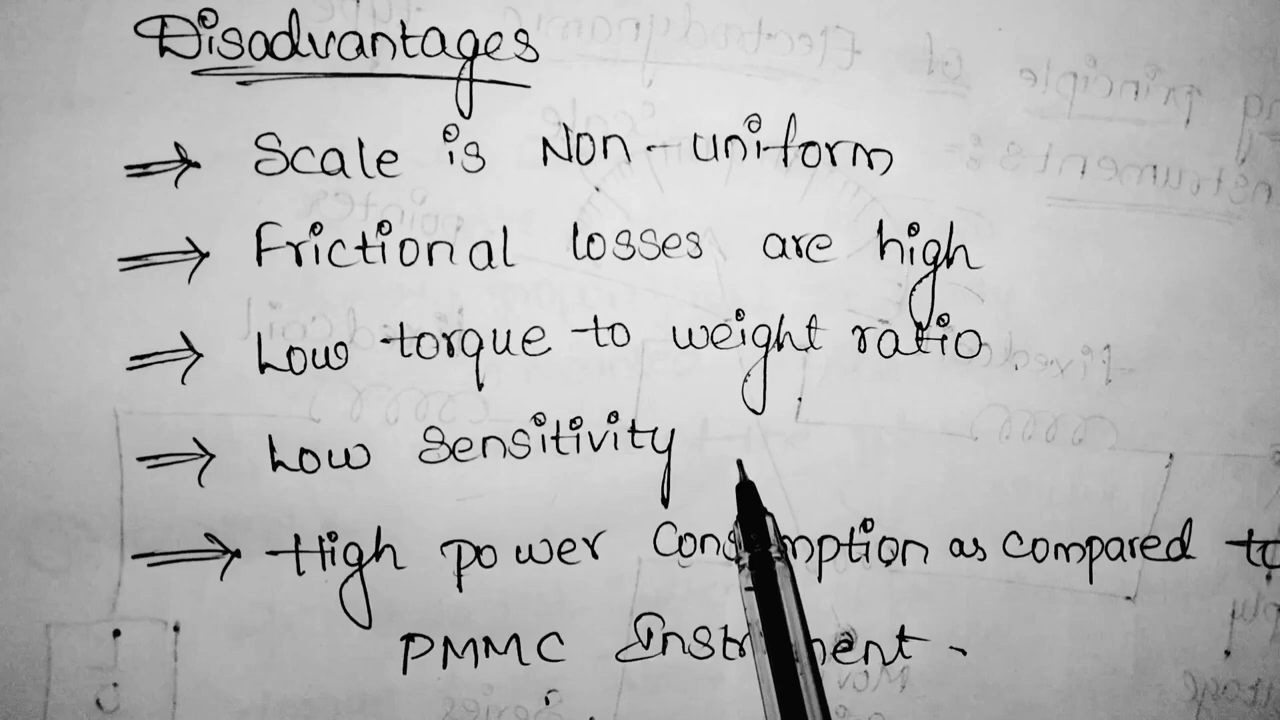 Disadvantages
⇒ Scale is Non-uniform
⇒ Frictional losses are high
⇒ Low torque to weight ratio
⇒ Low Sensitivity
⇒ High power Consumption as compared to
PMMC Instrument.